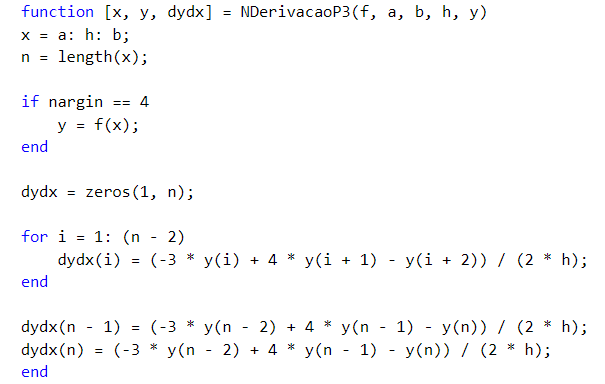 function [x, y, dydx] = NDerivacaoP3(f, a, b, h, y)
x = a: h: b;
n = length(x);
if nargin == 4
y = f(x);
end
dydx = zeros(1, n);
for i = 1: (n - 2)
dydx(i) = (-3 * y(i) + 4 * y(i + 1) - y(i + 2)) / (2 * h);
end
dydx(n - 1) = (-3 * y(n - 2) + 4 * y(n - 1) - y(n)) / (2 * h);
dydx(n) = (-3 * y(n - 2) + 4 * y(n - 1) - y(n)) / (2 * h);
end